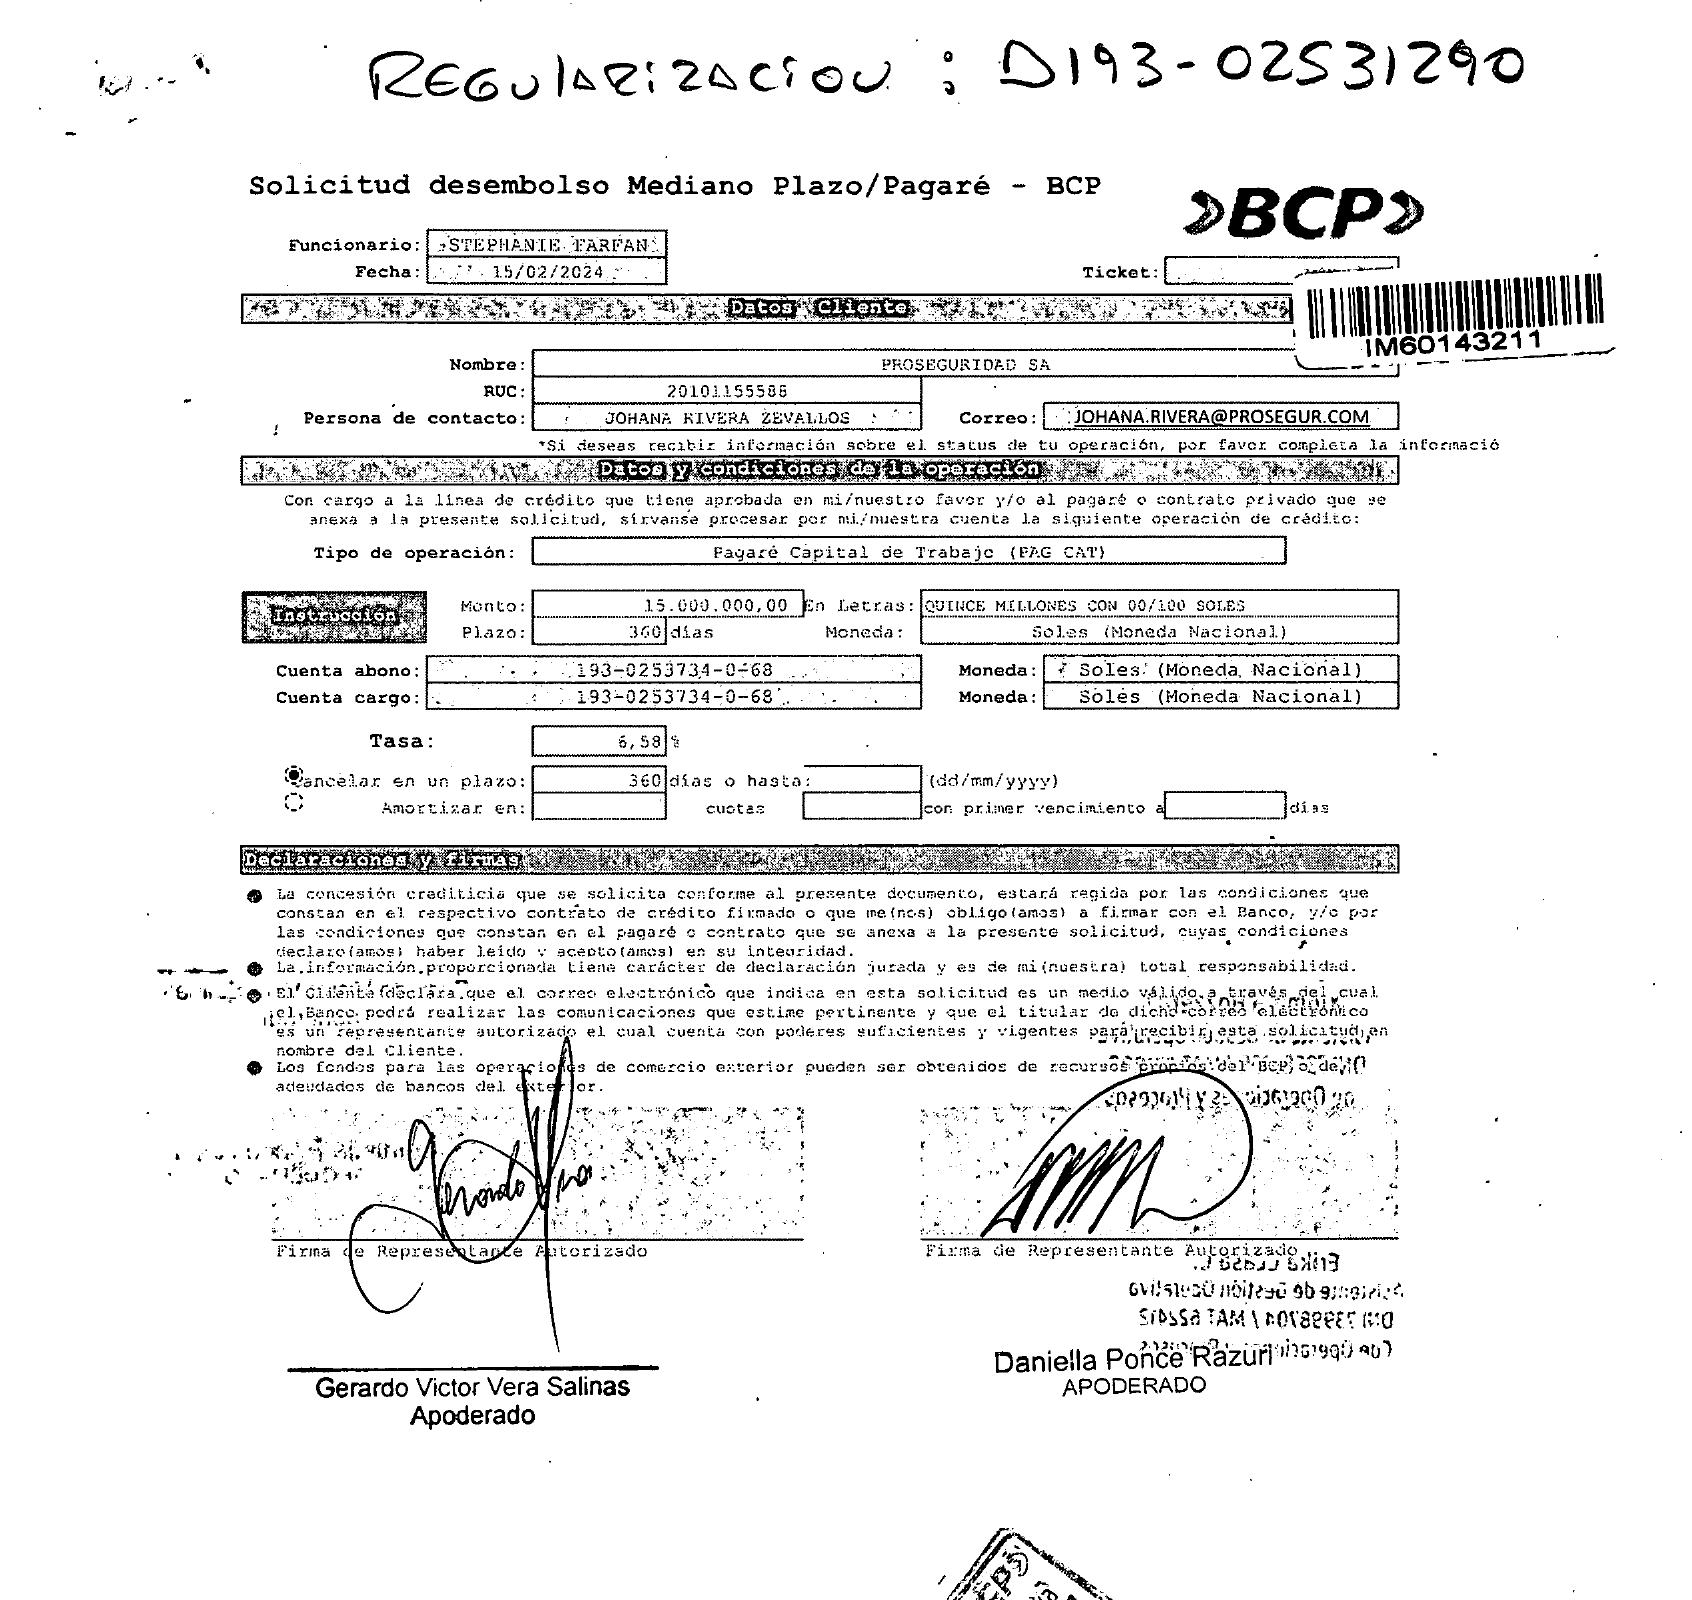 REGULARIZACION : D193-02531290
Solicitud desembolso Mediano Plazo/Pagaré - BCP
BCP
Funcionario: STEPHANIE FARFAN
Fecha: 15/02/2024
Ticket:
Datos Cliente
IM60143211
Nombre: PROSEGURIDAD SA
RUC: 20101155588
Persona de contacto: JOHANA RIVERA ZEVALLOS Correo: JOHANA.RIVERA@PROSEGUR.COM
*Si deseas recibir información sobre el status de tu operación, por favor completa la informació
Datos y condiciones de la operación
Con cargo a la línea de crédito que tiene aprobada en mi/nuestro favor y/o al pagaré o contrato privado que se
anexa a la presente solicitud, sírvanse procesar por mi/nuestra cuenta la siguiente operación de crédito:
Tipo de operación: Pagaré Capital de Trabajo (PAG CAT)
Instrucción
Monto: 15.000.000,00 En Letras: QUINCE MILLONES CON 00/100 SOLES
Plazo: 360 días Moneda: Soles (Moneda Nacional)
Cuenta abono: 193-0253734-0-68 Moneda: Soles (Moneda Nacional)
Cuenta cargo: 193-0253734-0-68 Moneda: Soles (Moneda Nacional)
Tasa: 6,58 %
Cancelar en un plazo: 360 días o hasta: (dd/mm/yyyy)
Amortizar en: cuotas con primer vencimiento a días
Declaraciones y firmas
La concesión crediticia que se solicita conforme al presente documento, estará regida por las condiciones que
constan en el respectivo contrato de crédito firmado o que me(nos) obligo(amos) a firmar con el Banco, y/o por
las condiciones que constan en el pagaré o contrato que se anexa a la presente solicitud, cuyas condiciones
declaro(amos) haber leído y acepto(amos) en su integridad.
La información proporcionada tiene carácter de declaración jurada y es de mi(nuestra) total responsabilidad.
El Cliente declara que el correo electrónico que indica en esta solicitud es un medio válido a través del cual
el Banco podrá realizar las comunicaciones que estime pertinente y que el titular de dicho correo electrónico
es un representante autorizado el cual cuenta con poderes suficientes y vigentes para recibir esta solicitud en
nombre del Cliente.
Los fondos para las operaciones de comercio exterior pueden ser obtenidos de recursos propios del BCP o de
adeudados de bancos del exterior.
Firma de Representante Autorizado
Firma de Representante Autorizado
Gerardo Victor Vera Salinas
Apoderado
Daniella Ponce Razuri
APODERADO